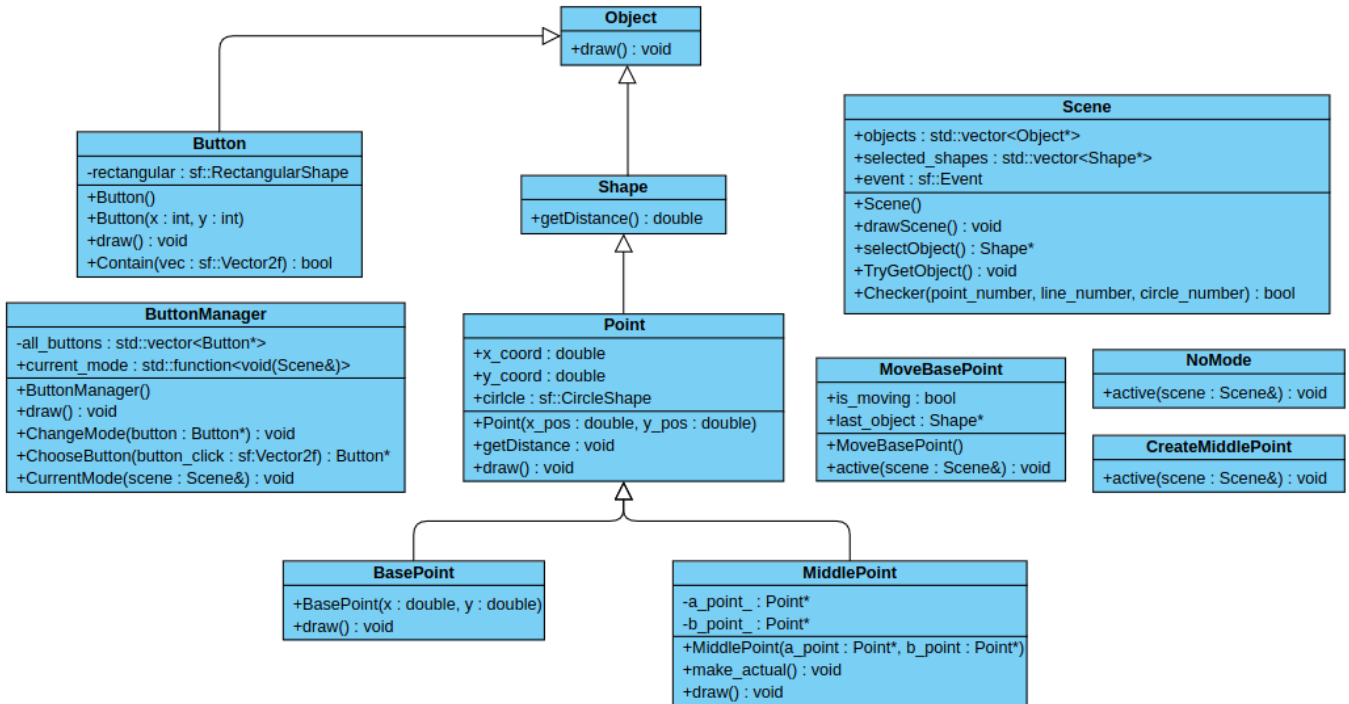 Object
+draw() : void
Button
-rectangular : sf::RectangularShape
+Button()
+Button(x : int, y : int)
+draw() : void
+Contain(vec : sf::Vector2f) : bool
Shape
+getDistance() : double
Scene
+objects : std::vector<Object*>
+selected_shapes : std::vector<Shape*>
+event : sf::Event
+Scene()
+drawScene() : void
+selectObject() : Shape*
+TryGetObject() : void
+Checker(point_number, line_number, circle_number) : bool
ButtonManager
-all_buttons : std::vector<Button*>
+current_mode : std::function<void(Scene&)>
+ButtonManager()
+draw() : void
+ChangeMode(button : Button*) : void
+ChooseButton(button_click : sf:Vector2f) : Button*
+CurrentMode(scene : Scene&) : void
Point
+x_coord : double
+y_coord : double
+cirlcle : sf::CircleShape
+Point(x_pos : double, y_pos : double)
+getDistance : void
+draw() : void
MoveBasePoint
+is_moving : bool
+last_object : Shape*
+MoveBasePoint()
+active(scene : Scene&) : void
NoMode
+active(scene : Scene&) : void
CreateMiddlePoint
+active(scene : Scene&) : void
BasePoint
+BasePoint(x : double, y : double)
+draw() : void
MiddlePoint
-a_point_ : Point*
-b_point_ : Point*
+MiddlePoint(a_point : Point*, b_point : Point*)
+make_actual() : void
+draw() : void